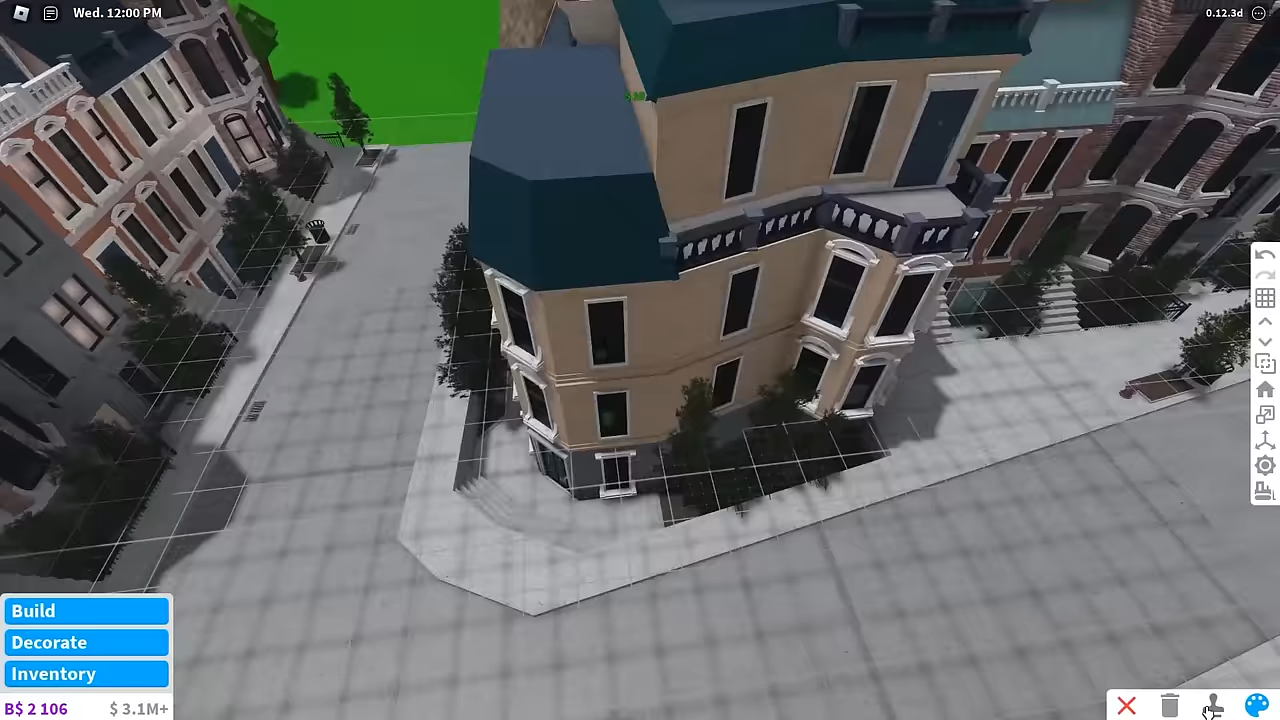 Wed. 12:00 PM
0.12.3d
Build
Decorate
Inventory
B$ 2 106
$ 3.1M+